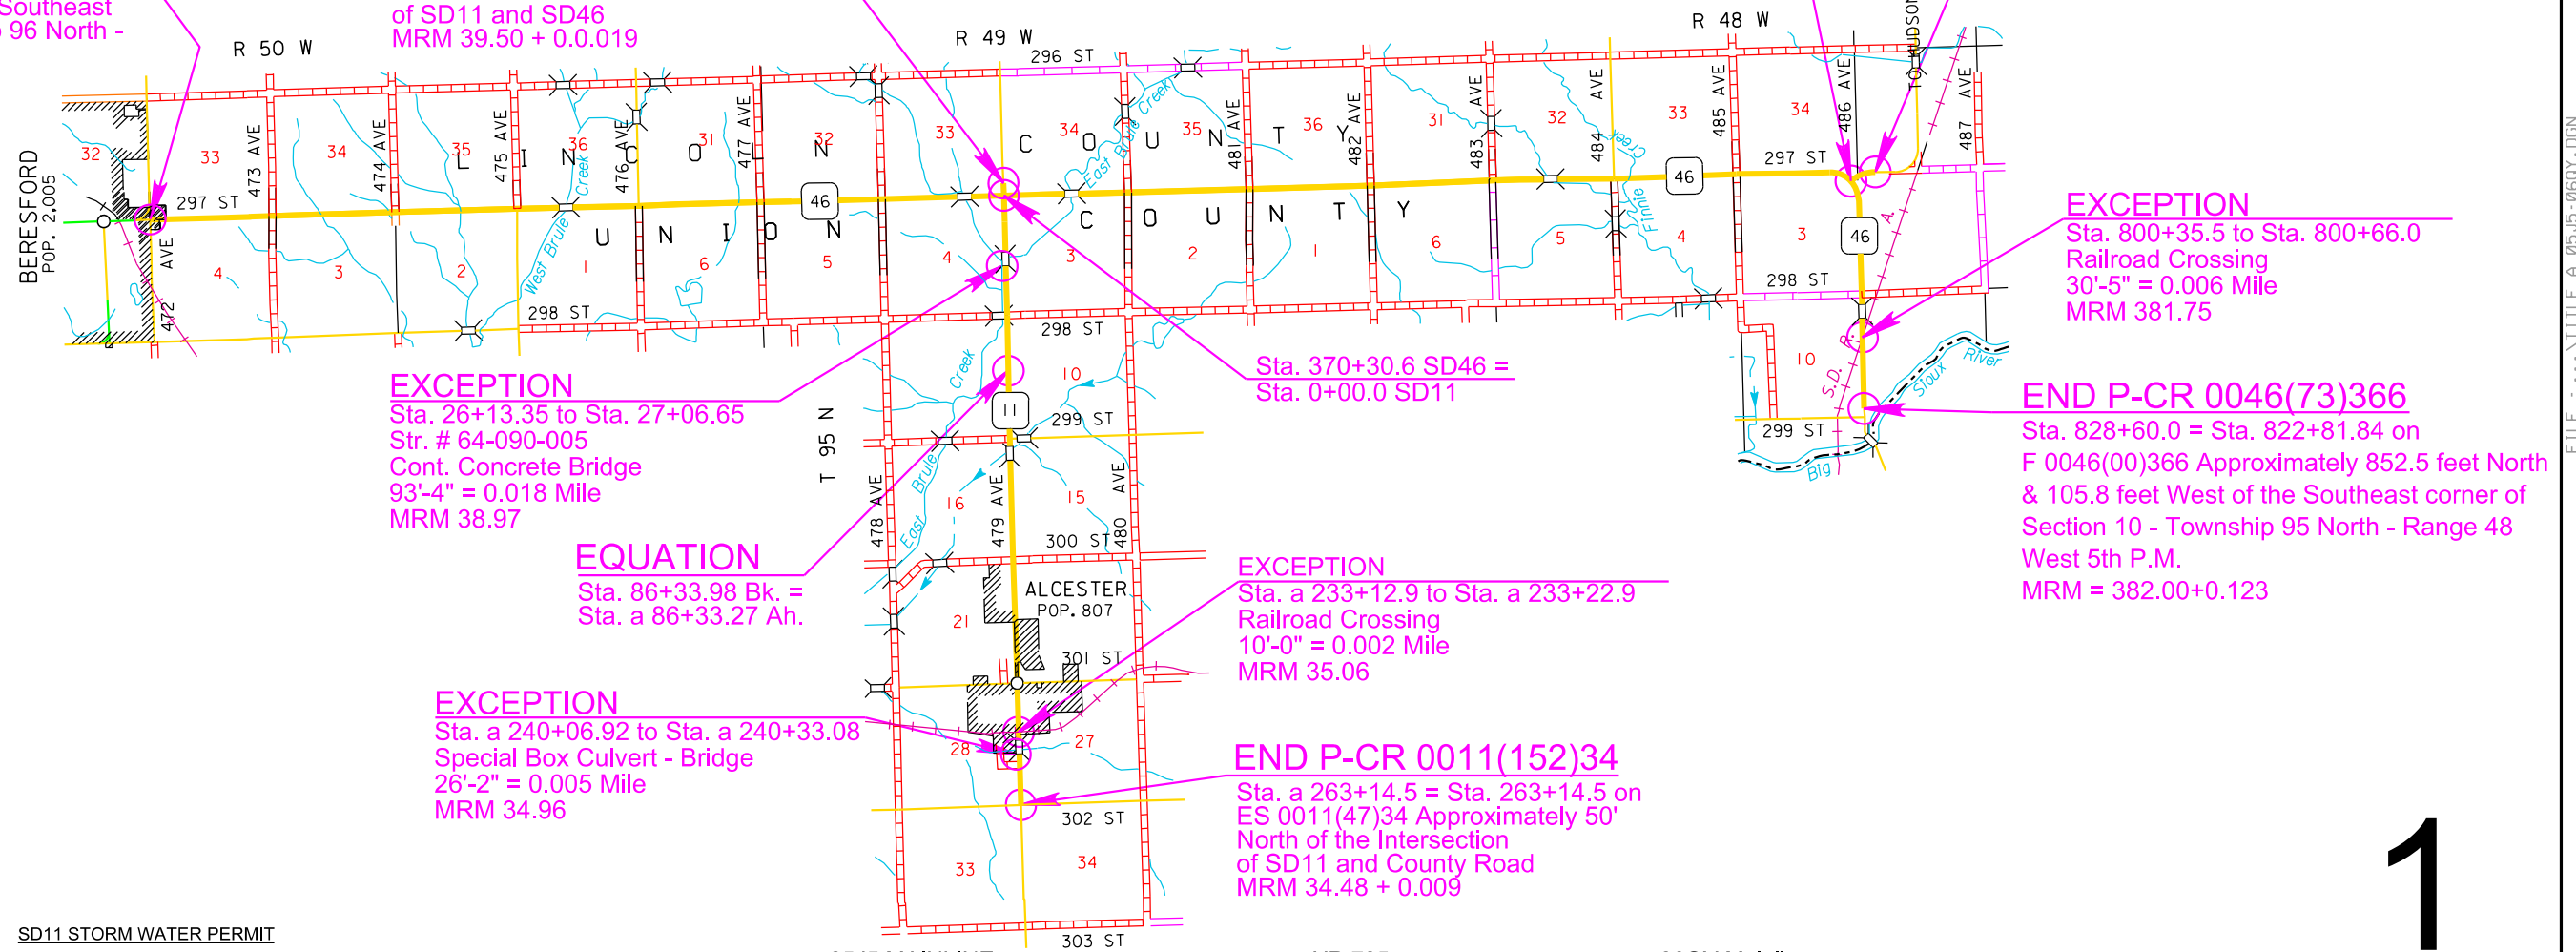 Southeast
96 North -
of SD11 and SD46
MRM 39.50 + 0.0.019
R 50 W
R 49 W
R 48 W
296 ST
TO HUDSON
BERESFORD
POP. 2,005
472 AVE
473 AVE
474 AVE
475 AVE
476 AVE
477 AVE
481 AVE
482 AVE
483 AVE
484 AVE
485 AVE
486 AVE
487 AVE
32
33
34
35
36
31
32
33
34
35
36
31
32
33
34
LINCOLN COUNTY
UNION COUNTY
297 ST
46
46
297 ST
46
4
3
2
1
6
5
4
3
2
1
6
5
4
3
West Brule Creek
East Brule Creek
Finnie Creek
298 ST
298 ST
298 ST
EXCEPTION
Sta. 800+35.5 to Sta. 800+66.0
Railroad Crossing
30'-5" = 0.006 Mile
MRM 381.75
EXCEPTION
Sta. 26+13.35 to Sta. 27+06.65
Str. # 64-090-005
Cont. Concrete Bridge
93'-4" = 0.018 Mile
MRM 38.97
Sta. 370+30.6 SD46 =
Sta. 0+00.0 SD11
END P-CR 0046(73)366
Sta. 828+60.0 = Sta. 822+81.84 on
F 0046(00)366 Approximately 852.5 feet North
& 105.8 feet West of the Southeast corner of
Section 10 - Township 95 North - Range 48
West 5th P.M.
MRM = 382.00+0.123
S.D. R. A.
10
299 ST
Big Sioux River
T 95 N
10
11
299 ST
East Brule Creek
16
15
478 AVE
479 AVE
480 AVE
300 ST
EQUATION
Sta. 86+33.98 Bk. =
Sta. a 86+33.27 Ah.
ALCESTER
POP. 807
21
301 ST
EXCEPTION
Sta. a 233+12.9 to Sta. a 233+22.9
Railroad Crossing
10'-0" = 0.002 Mile
MRM 35.06
EXCEPTION
Sta. a 240+06.92 to Sta. a 240+33.08
Special Box Culvert - Bridge
26'-2" = 0.005 Mile
MRM 34.96
28
27
END P-CR 0011(152)34
Sta. a 263+14.5 = Sta. 263+14.5 on
ES 0011(47)34 Approximately 50'
North of the Intersection
of SD11 and County Road
MRM 34.48 + 0.009
302 ST
33
34
303 ST
1
SD11 STORM WATER PERMIT